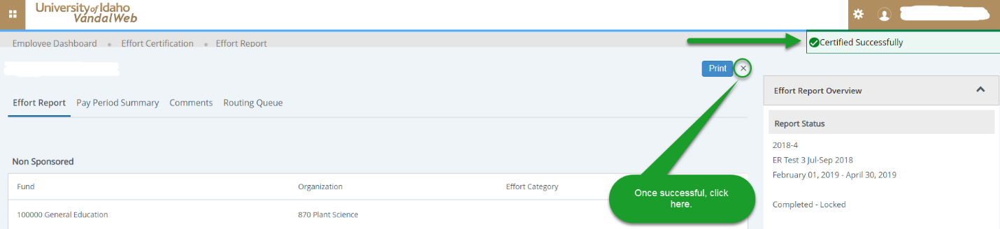 University of Idaho
VandalWeb
Certified Successfully
Employee Dashboard • Effort Certification • Effort Report
Print ×
Effort Report Overview
Effort Report Pay Period Summary Comments Routing Queue
Report Status
2018-4
ER Test 3 Jul-Sep 2018
February 01, 2019 - April 30, 2019
Completed - Locked
Non Sponsored
Fund Organization Effort Category
100000 General Education 870 Plant Science
Once successful, click
here.